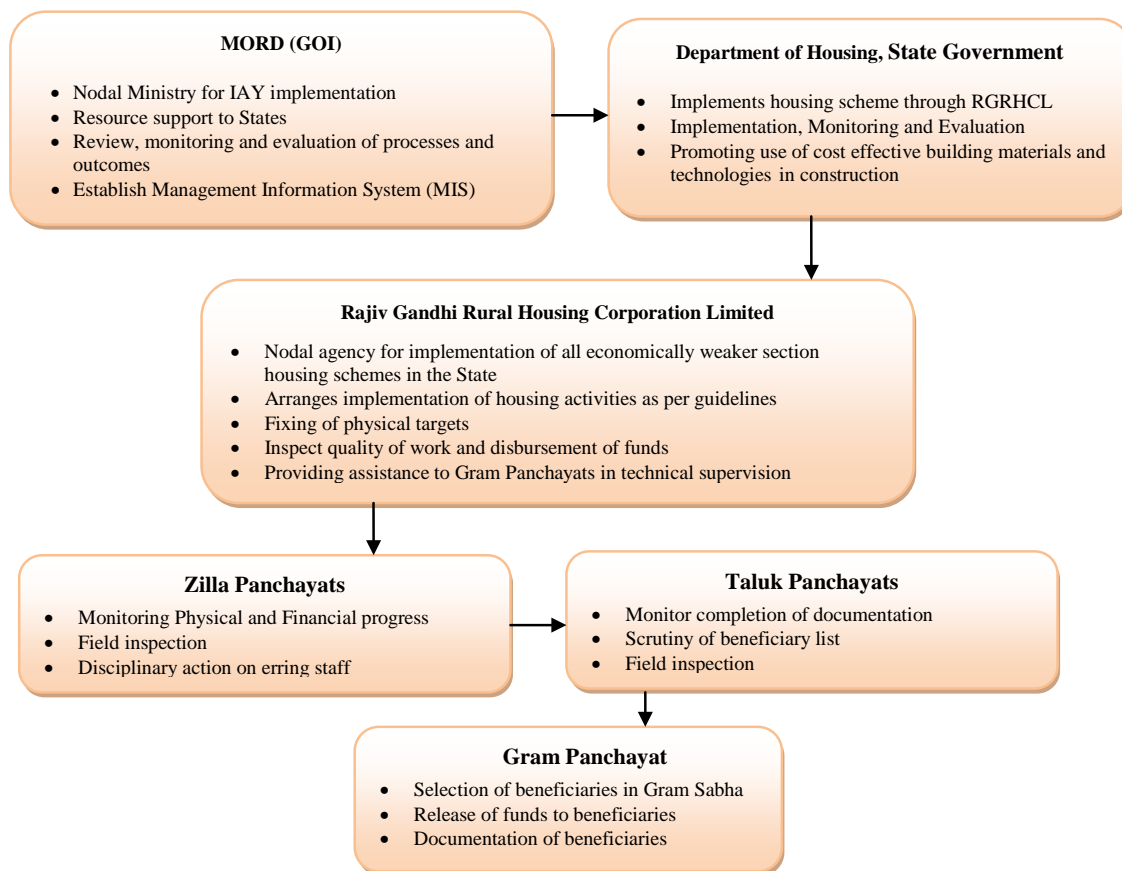 MORD (GOI)
• Nodal Ministry for IAY implementation
• Resource support to States
• Review, monitoring and evaluation of processes and
outcomes
• Establish Management Information System (MIS)
Department of Housing, State Government
• Implements housing scheme through RGRHCL
• Implementation, Monitoring and Evaluation
• Promoting use of cost effective building materials and
technologies in construction
Rajiv Gandhi Rural Housing Corporation Limited
• Nodal agency for implementation of all economically weaker section
housing schemes in the State
• Arranges implementation of housing activities as per guidelines
• Fixing of physical targets
• Inspect quality of work and disbursement of funds
• Providing assistance to Gram Panchayats in technical supervision
Zilla Panchayats
• Monitoring Physical and Financial progress
• Field inspection
• Disciplinary action on erring staff
Taluk Panchayats
• Monitor completion of documentation
• Scrutiny of beneficiary list
• Field inspection
Gram Panchayat
• Selection of beneficiaries in Gram Sabha
• Release of funds to beneficiaries
• Documentation of beneficiaries